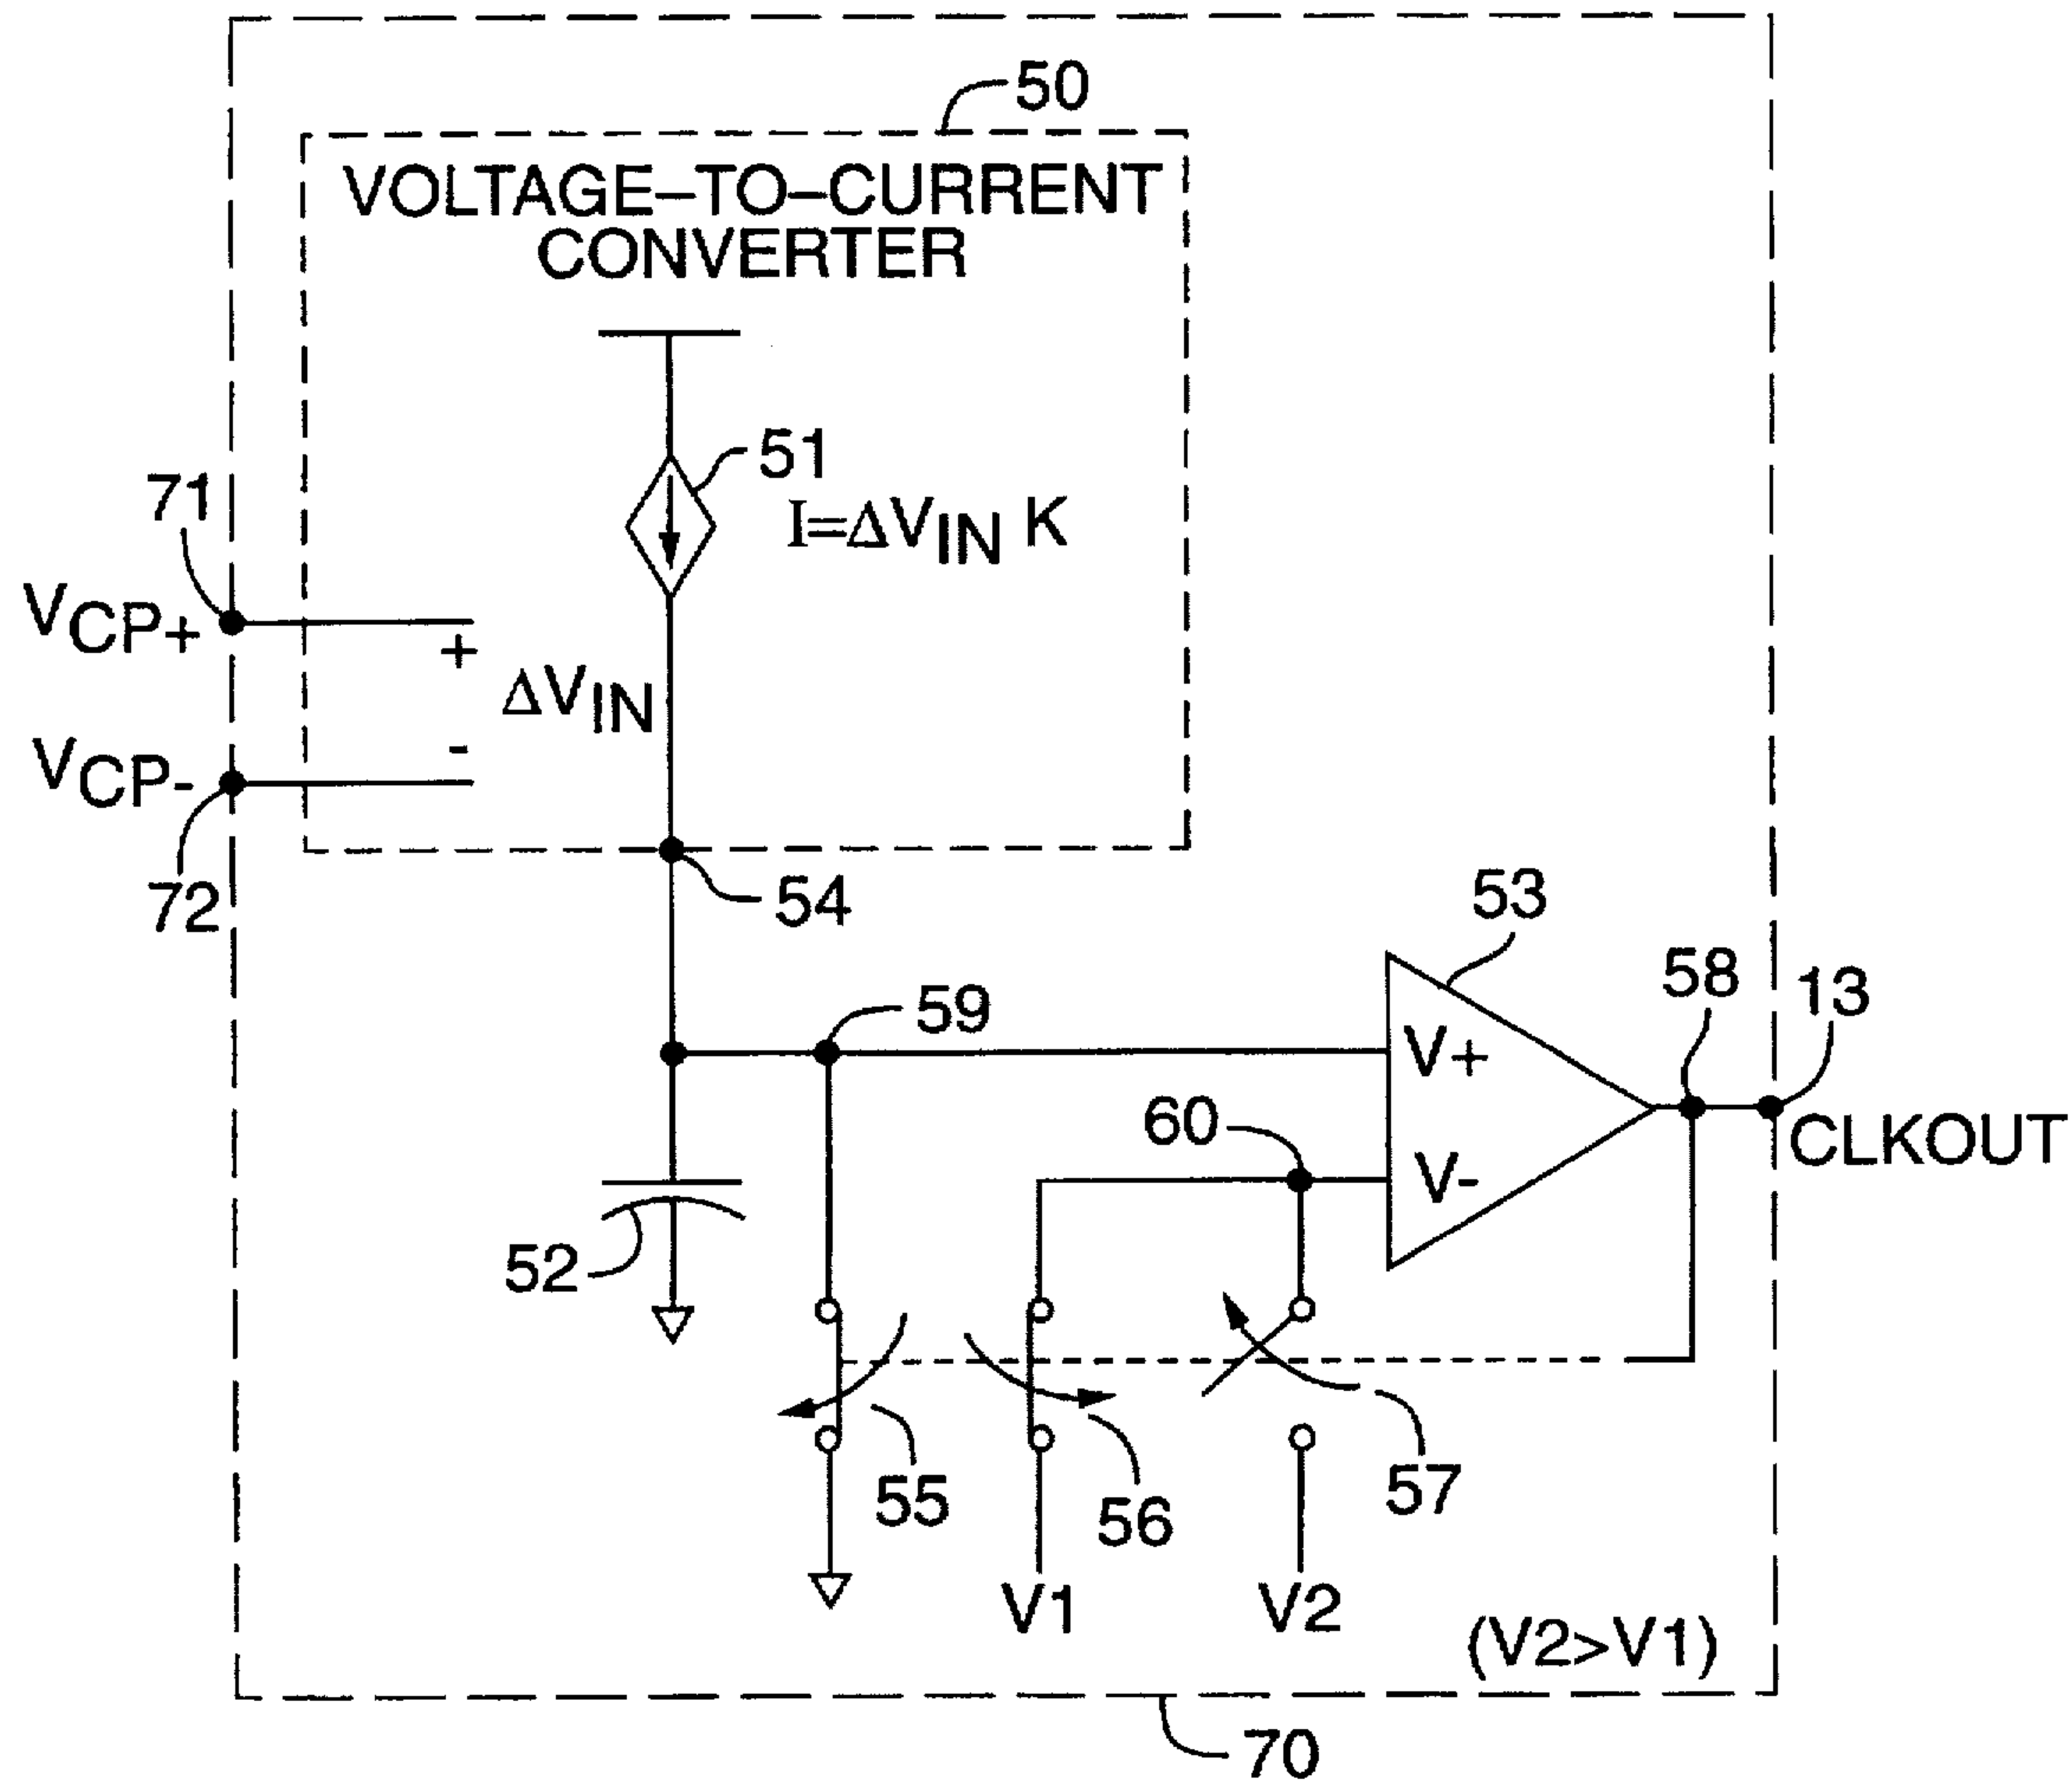 50
VOLTAGE–TO–CURRENT
CONVERTER
51
I=ΔVIN K
71
VCP+
+
ΔVIN
-
VCP-
72
54
53
58
13
59
V+
60
CLKOUT
V-
52
55
56
57
V1
V2
(V2>V1)
70